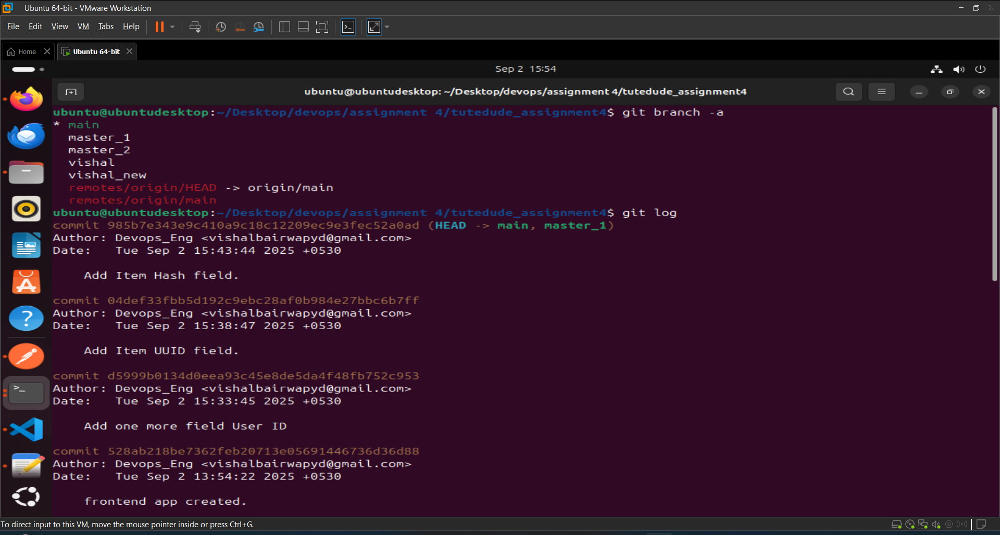 Ubuntu 64-bit - VMware Workstation
File Edit View VM Tabs Help
Home Ubuntu 64-bit
Sep 2 15:54
ubuntu@ubuntudesktop: ~/Desktop/devops/assignment 4/tutedude_assignment4
ubuntu@ubuntudesktop:~/Desktop/devops/assignment 4/tutedude_assignment4$ git branch -a
* main
master_1
master_2
vishal
vishal_new
remotes/origin/HEAD -> origin/main
remotes/origin/main
ubuntu@ubuntudesktop:~/Desktop/devops/assignment 4/tutedude_assignment4$ git log
commit 985b7e343e9c410a9c18c12209ec9e3fec52a0ad (HEAD -> main, master_1)
Author: Devops_Eng <vishalbairwapyd@gmail.com>
Date:   Tue Sep 2 15:43:44 2025 +0530
Add Item Hash field.
commit 04def33fbb5d192c9ebc28af0b984e27bbc6b7ff
Author: Devops_Eng <vishalbairwapyd@gmail.com>
Date:   Tue Sep 2 15:38:47 2025 +0530
Add Item UUID field.
commit d5999b0134d0eea93c45e8de5da4f48fb752c953
Author: Devops_Eng <vishalbairwapyd@gmail.com>
Date:   Tue Sep 2 15:33:45 2025 +0530
Add one more field User ID
commit 528ab218be7362feb20713e05691446736d36d88
Author: Devops_Eng <vishalbairwapyd@gmail.com>
Date:   Tue Sep 2 13:54:22 2025 +0530
frontend app created.
To direct input to this VM, move the mouse pointer inside or press Ctrl+G.